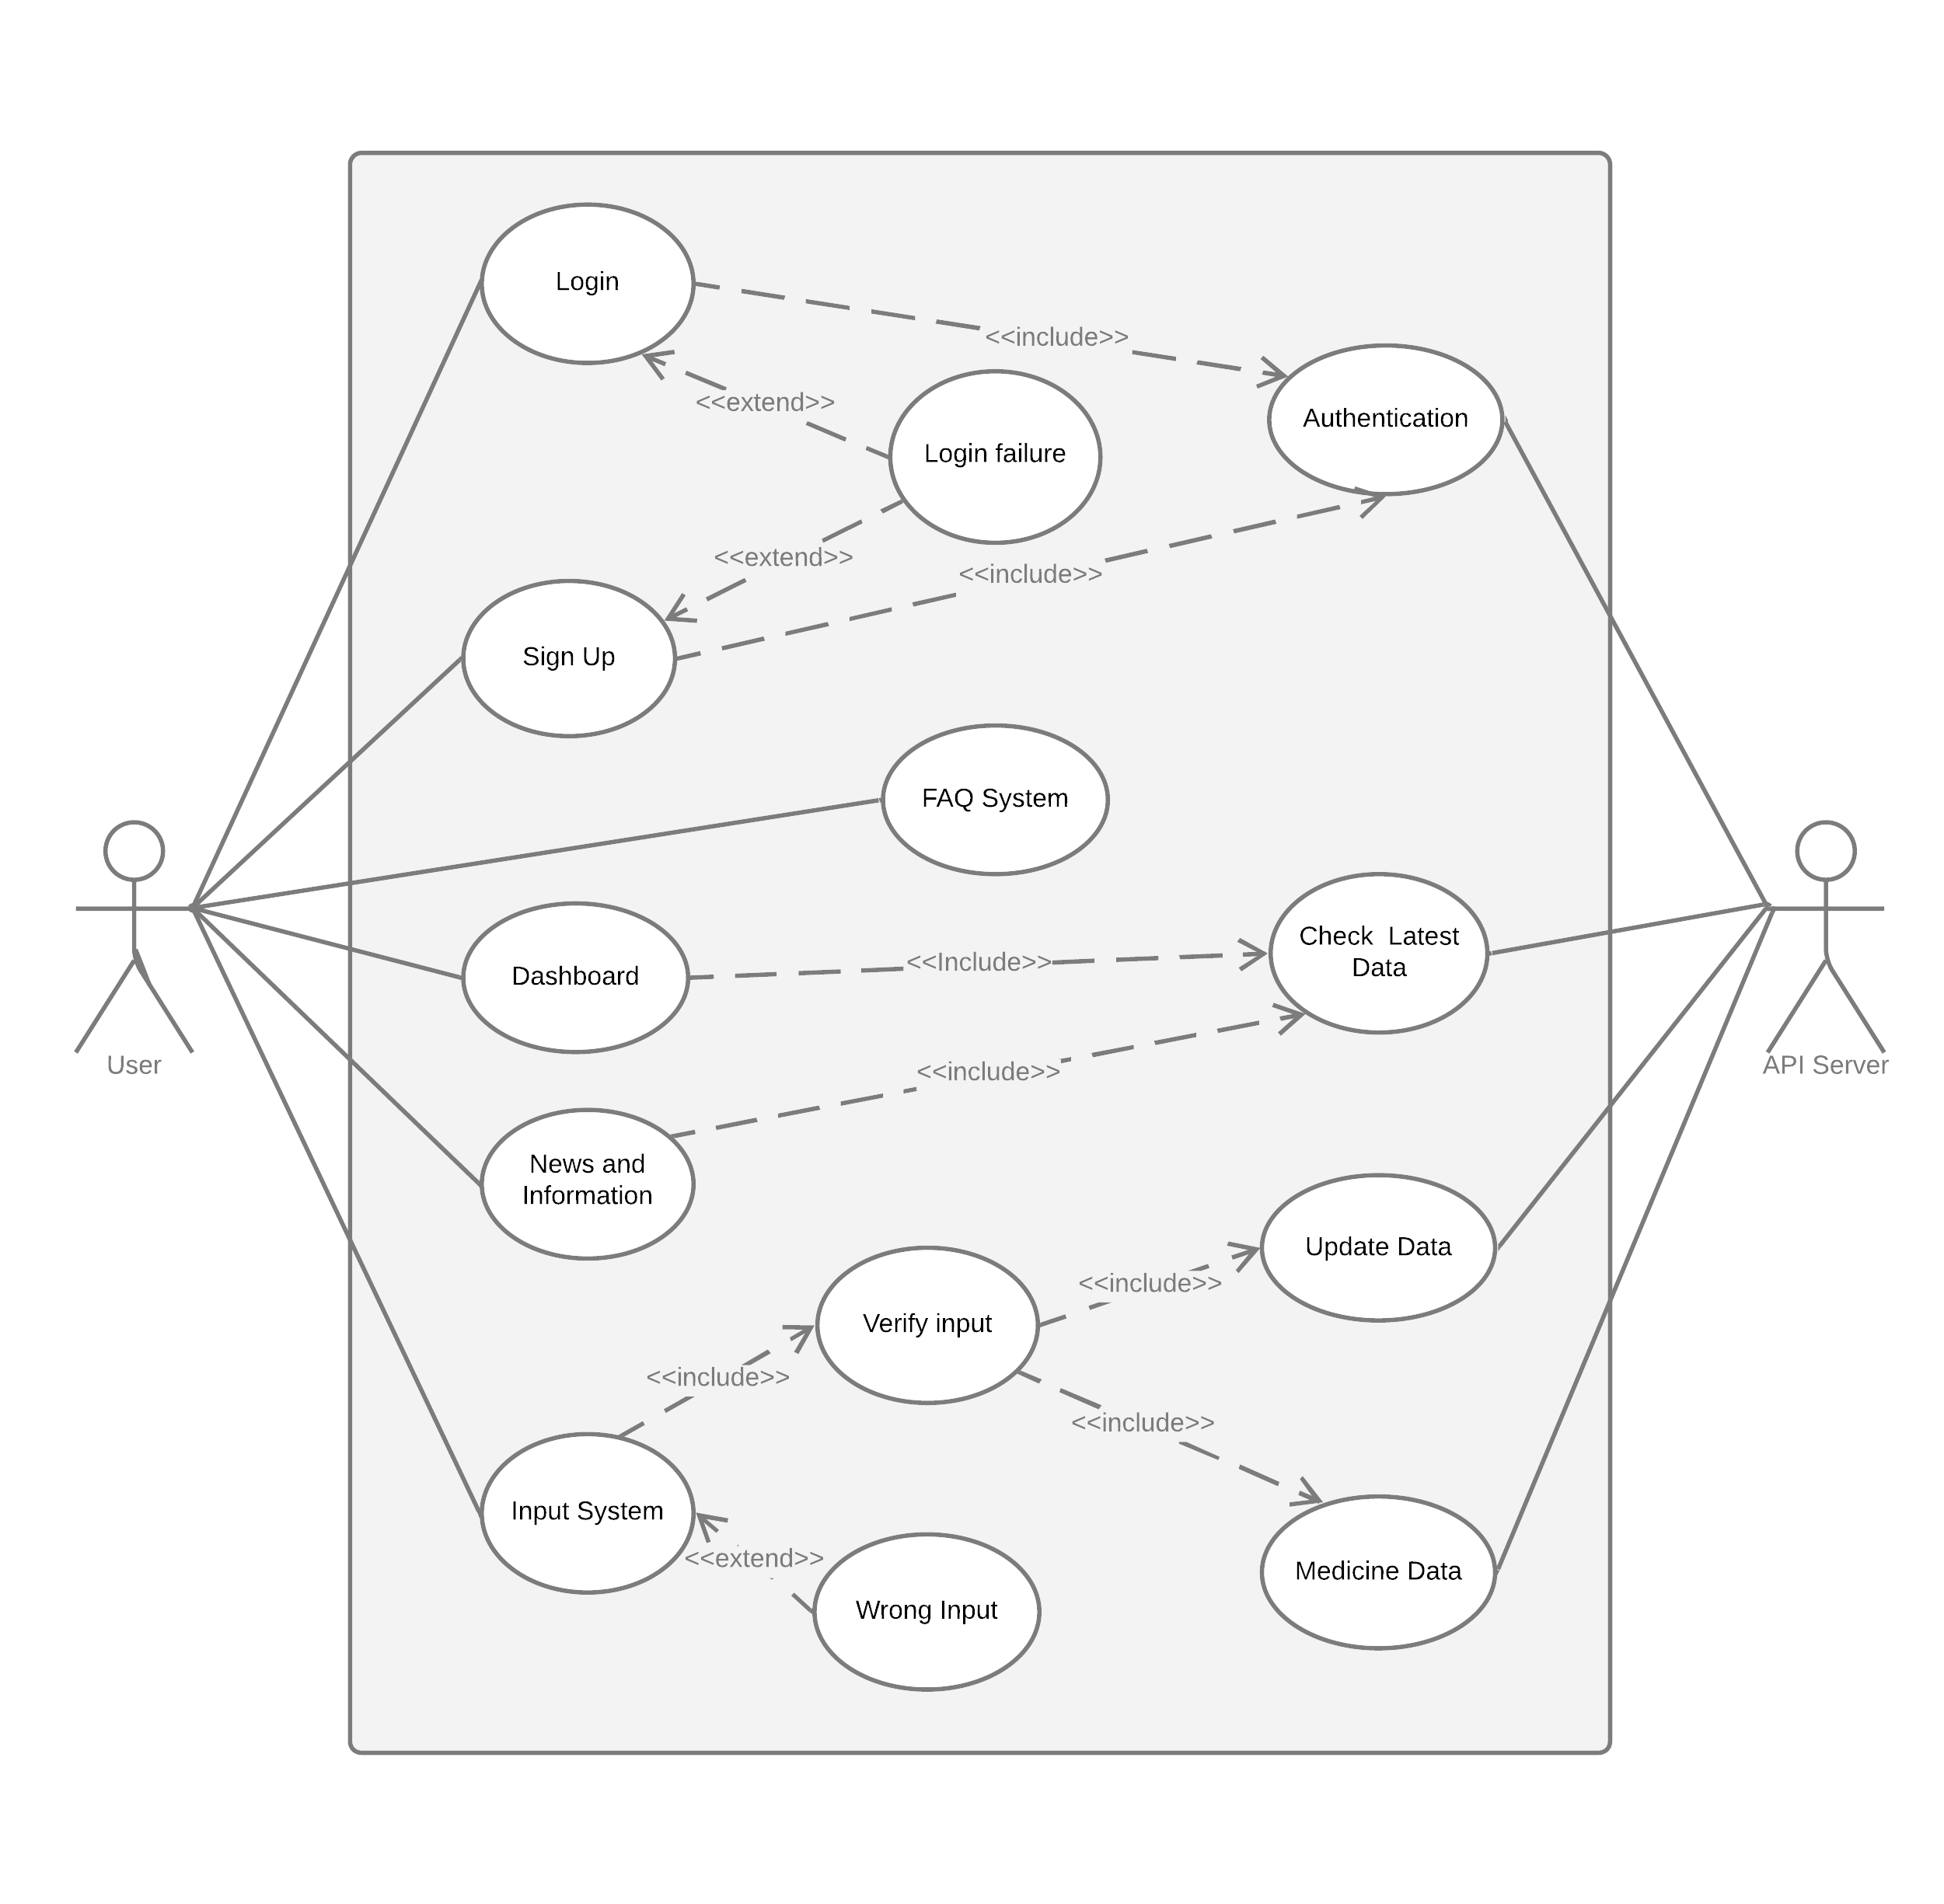 Login
<<include>>
<<extend>>
Authentication
Login failure
<<extend>>
<<include>>
Sign Up
FAQ System
Check  Latest
Data
<<Include>>
Dashboard
User
API Server
<<include>>
News and
Information
Update Data
<<include>>
Verify input
<<include>>
<<include>>
Input System
<<extend>>
Medicine Data
Wrong Input